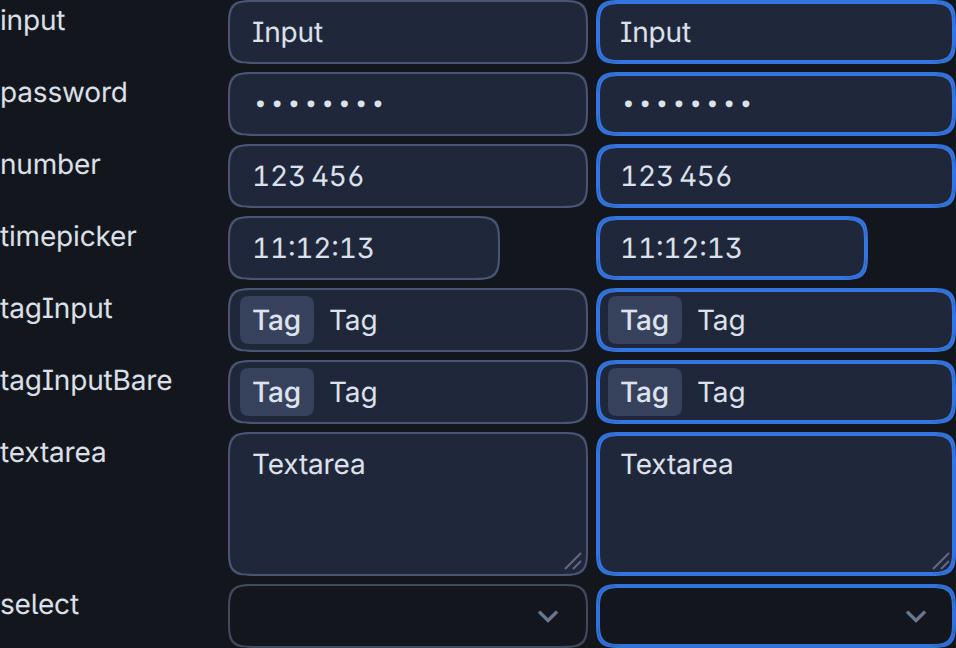 input Input Input
password •••••••• ••••••••
number 123 456 123 456
timepicker 11:12:13 11:12:13
tagInput Tag Tag Tag Tag
tagInputBare Tag Tag Tag Tag
textarea Textarea Textarea
select